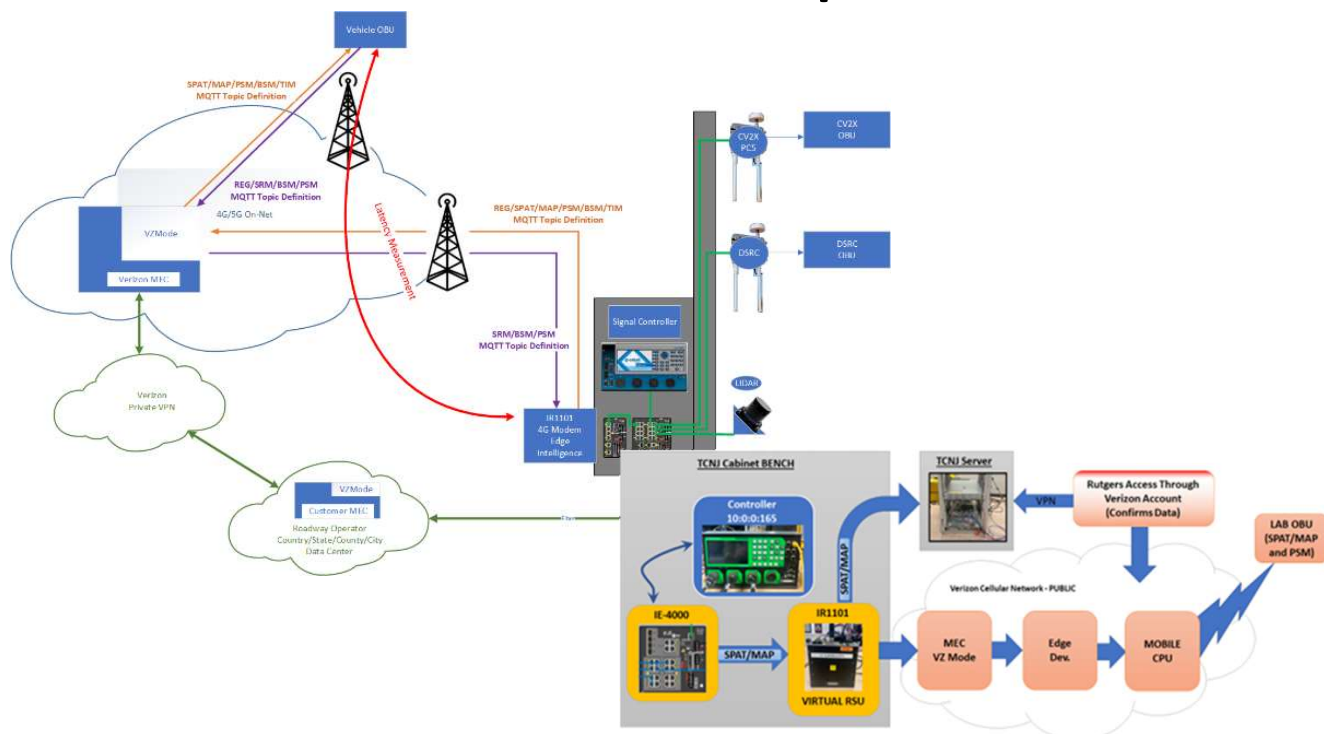 Vehicle OBU
SPAT/MAP/PSM/BSM/TIM
MQTT Topic Definition
REG/SRM/BSM/PSM
MQTT Topic Definition
4G/5G On-Net
VZMode
Verizon MEC
Latency Measurement
REG/SPAT/MAP/PSM/BSM/TIM
MQTT Topic Definition
SRM/BSM/PSM
MQTT Topic Definition
CV2X
PC5
CV2X
OBU
DSRC
DSRC
OBU
Signal Controller
LIDAR
IR1101
4G Modem
Edge
Intelligence
Verizon
Private VPN
VZMode
Customer MEC
Roadway Operator
Country/State/County/City
Data Center
Fiber
TCNJ Cabinet BENCH
Controller
10:0:0:165
IE-4000
SPAT/MAP
IR1101
VIRTUAL RSU
SPAT/MAP
TCNJ Server
VPN
Rutgers Access Through
Verizon Account
(Confirms Data)
LAB OBU
(SPAT/MAP
and PSM)
Verizon Cellular Network - PUBLIC
MEC
VZ Mode
Edge
Dev.
MOBILE
CPU